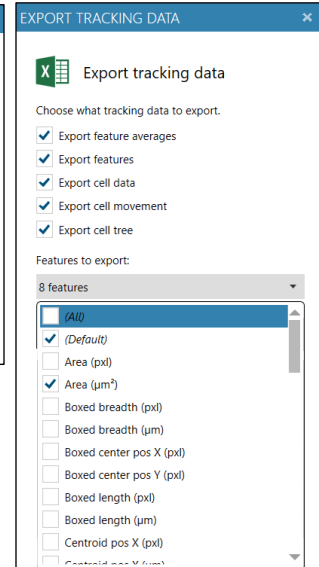 EXPORT TRACKING DATA
Export tracking data
Choose what tracking data to export.
Export feature averages
Export features
Export cell data
Export cell movement
Export cell tree
Features to export:
8 features
(All)
(Default)
Area (pxl)
Area (µm²)
Boxed breadth (pxl)
Boxed breadth (µm)
Boxed center pos X (pxl)
Boxed center pos Y (pxl)
Boxed length (pxl)
Boxed length (µm)
Centroid pos X (pxl)
Centroid pos X (µm)